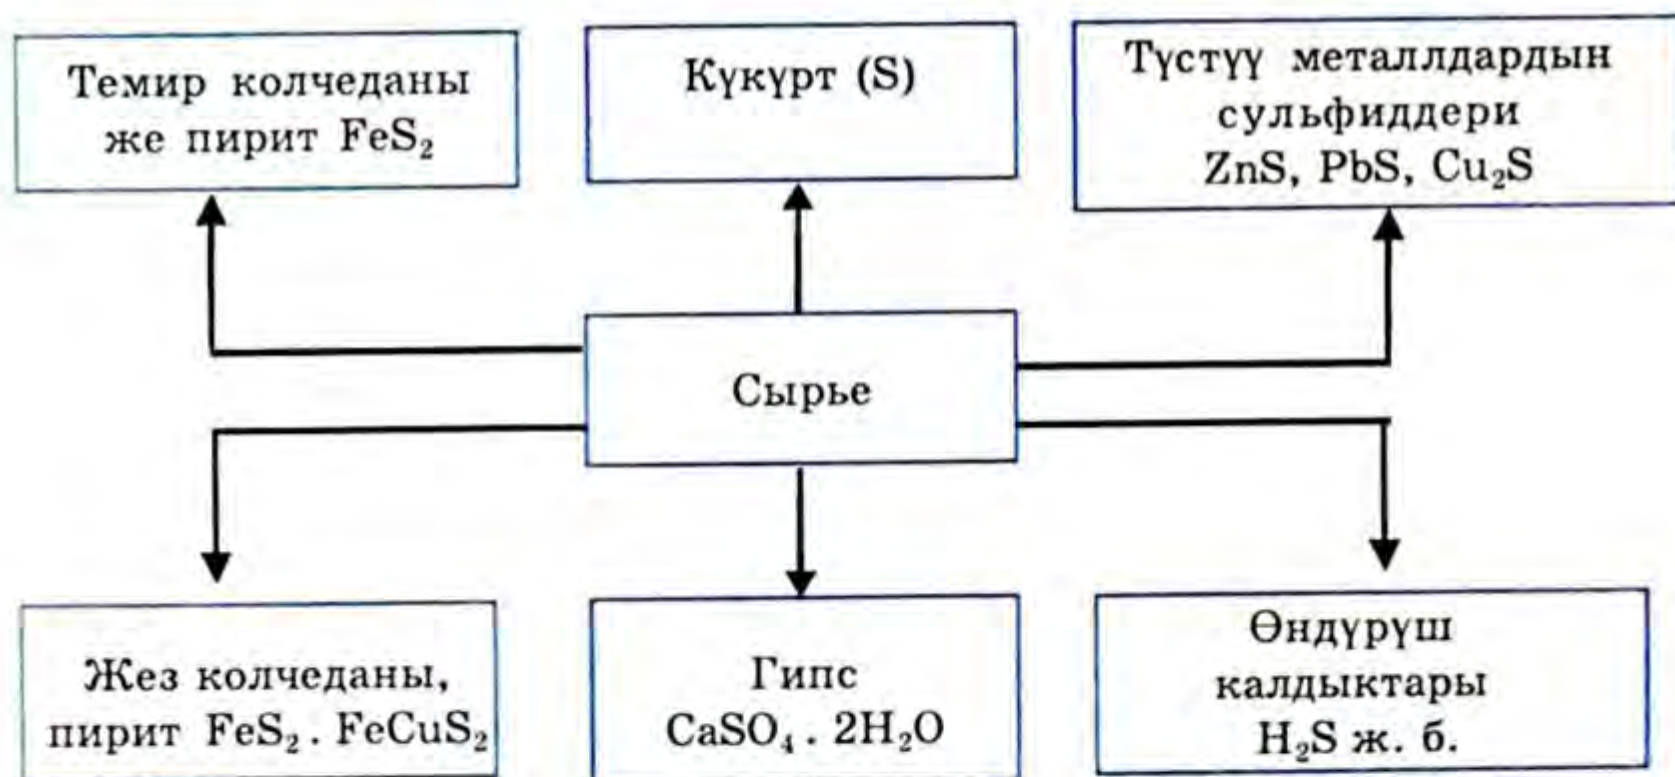 Темир колчеданы
же пирит FeS₂
Күкүрт (S)
Түстүү металлдардын
сульфиддери
ZnS, PbS, Cu₂S
Сырье
Жез колчеданы,
пирит FeS₂ . FeCuS₂
Гипс
CaSO₄ . 2H₂O
Өндүрүш
калдыктары
H₂S ж. б.